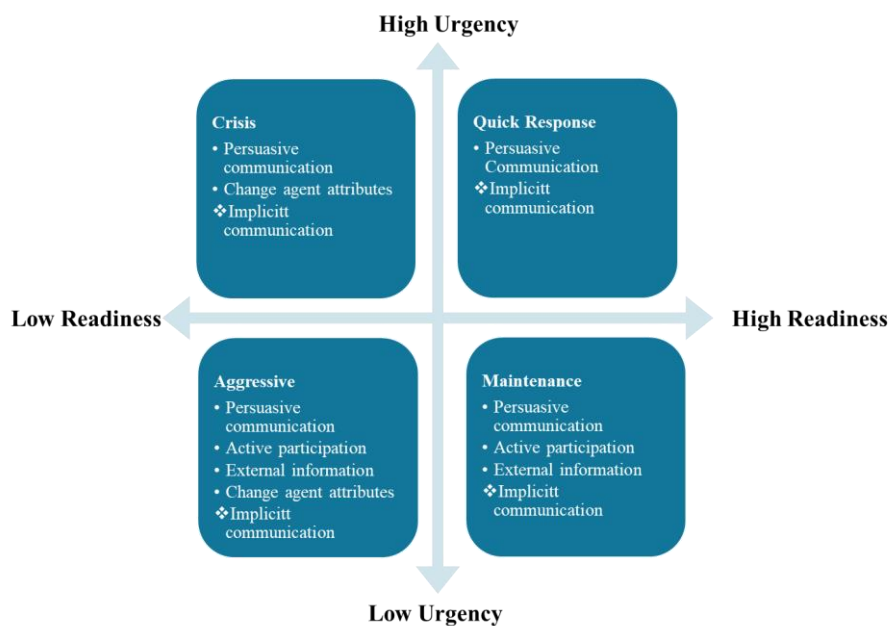 High Urgency
Crisis
• Persuasive
communication
• Change agent attributes
❖Implicitt
communication
Quick Response
• Persuasive
Communication
❖Implicitt
communication
Low Readiness
High Readiness
Aggressive
• Persuasive
communication
• Active participation
• External information
• Change agent attributes
❖Implicitt
communication
Maintenance
• Persuasive
communication
• Active participation
• External information
❖Implicitt
communication
Low Urgency